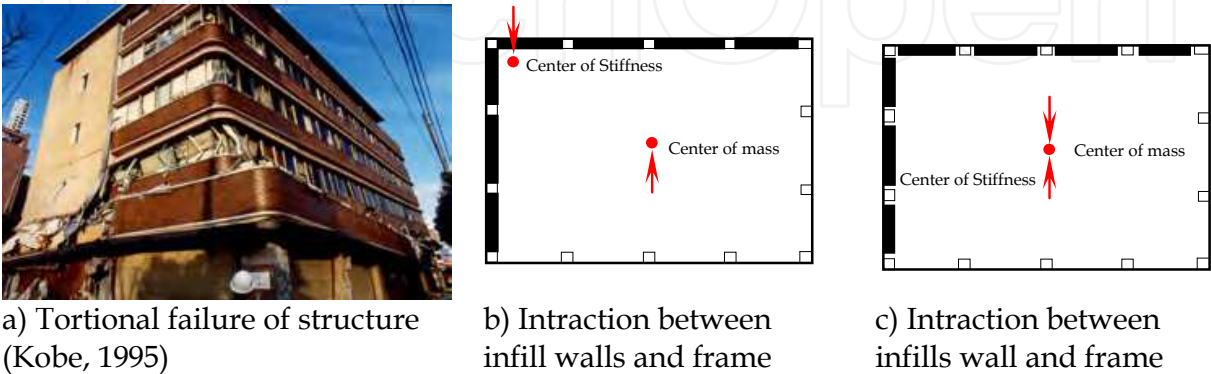 Center of Stiffness
Center of mass
Center of mass
Center of Stiffness
a) Tortional failure of structure
(Kobe, 1995)
b) Intraction between
infill walls and frame
c) Intraction between
infills wall and frame